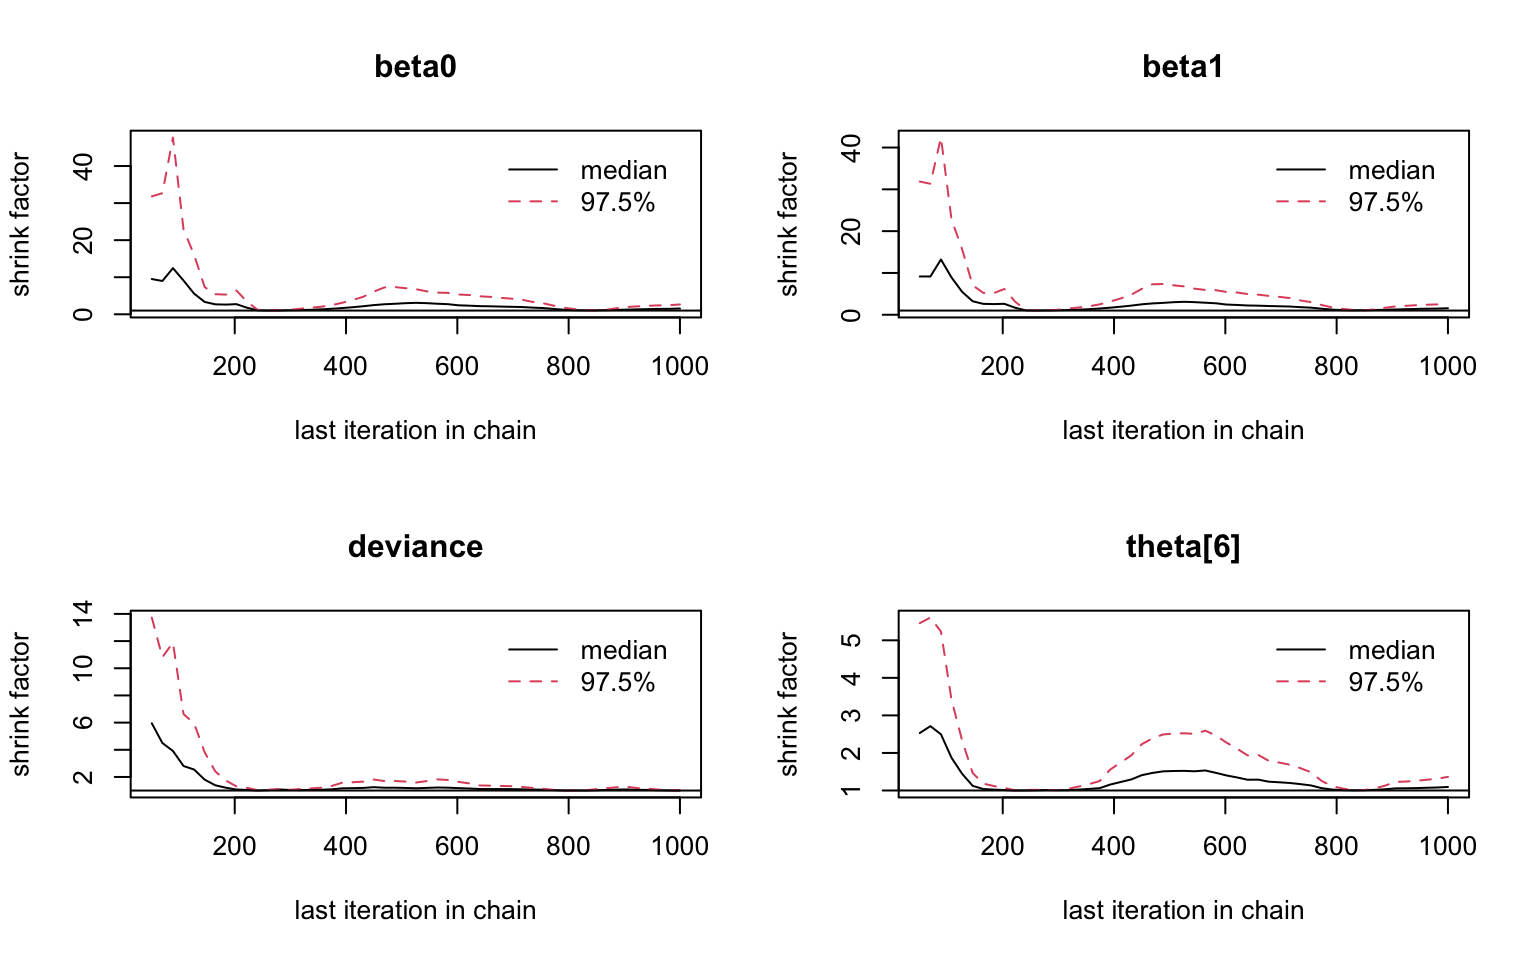 beta0
shrink factor
0 20 40
median
97.5%
200 400 600 800 1000
last iteration in chain
beta1
shrink factor
0 20 40
median
97.5%
200 400 600 800 1000
last iteration in chain
deviance
shrink factor
2 6 10 14
median
97.5%
200 400 600 800 1000
last iteration in chain
theta[6]
shrink factor
1 2 3 4 5
median
97.5%
200 400 600 800 1000
last iteration in chain